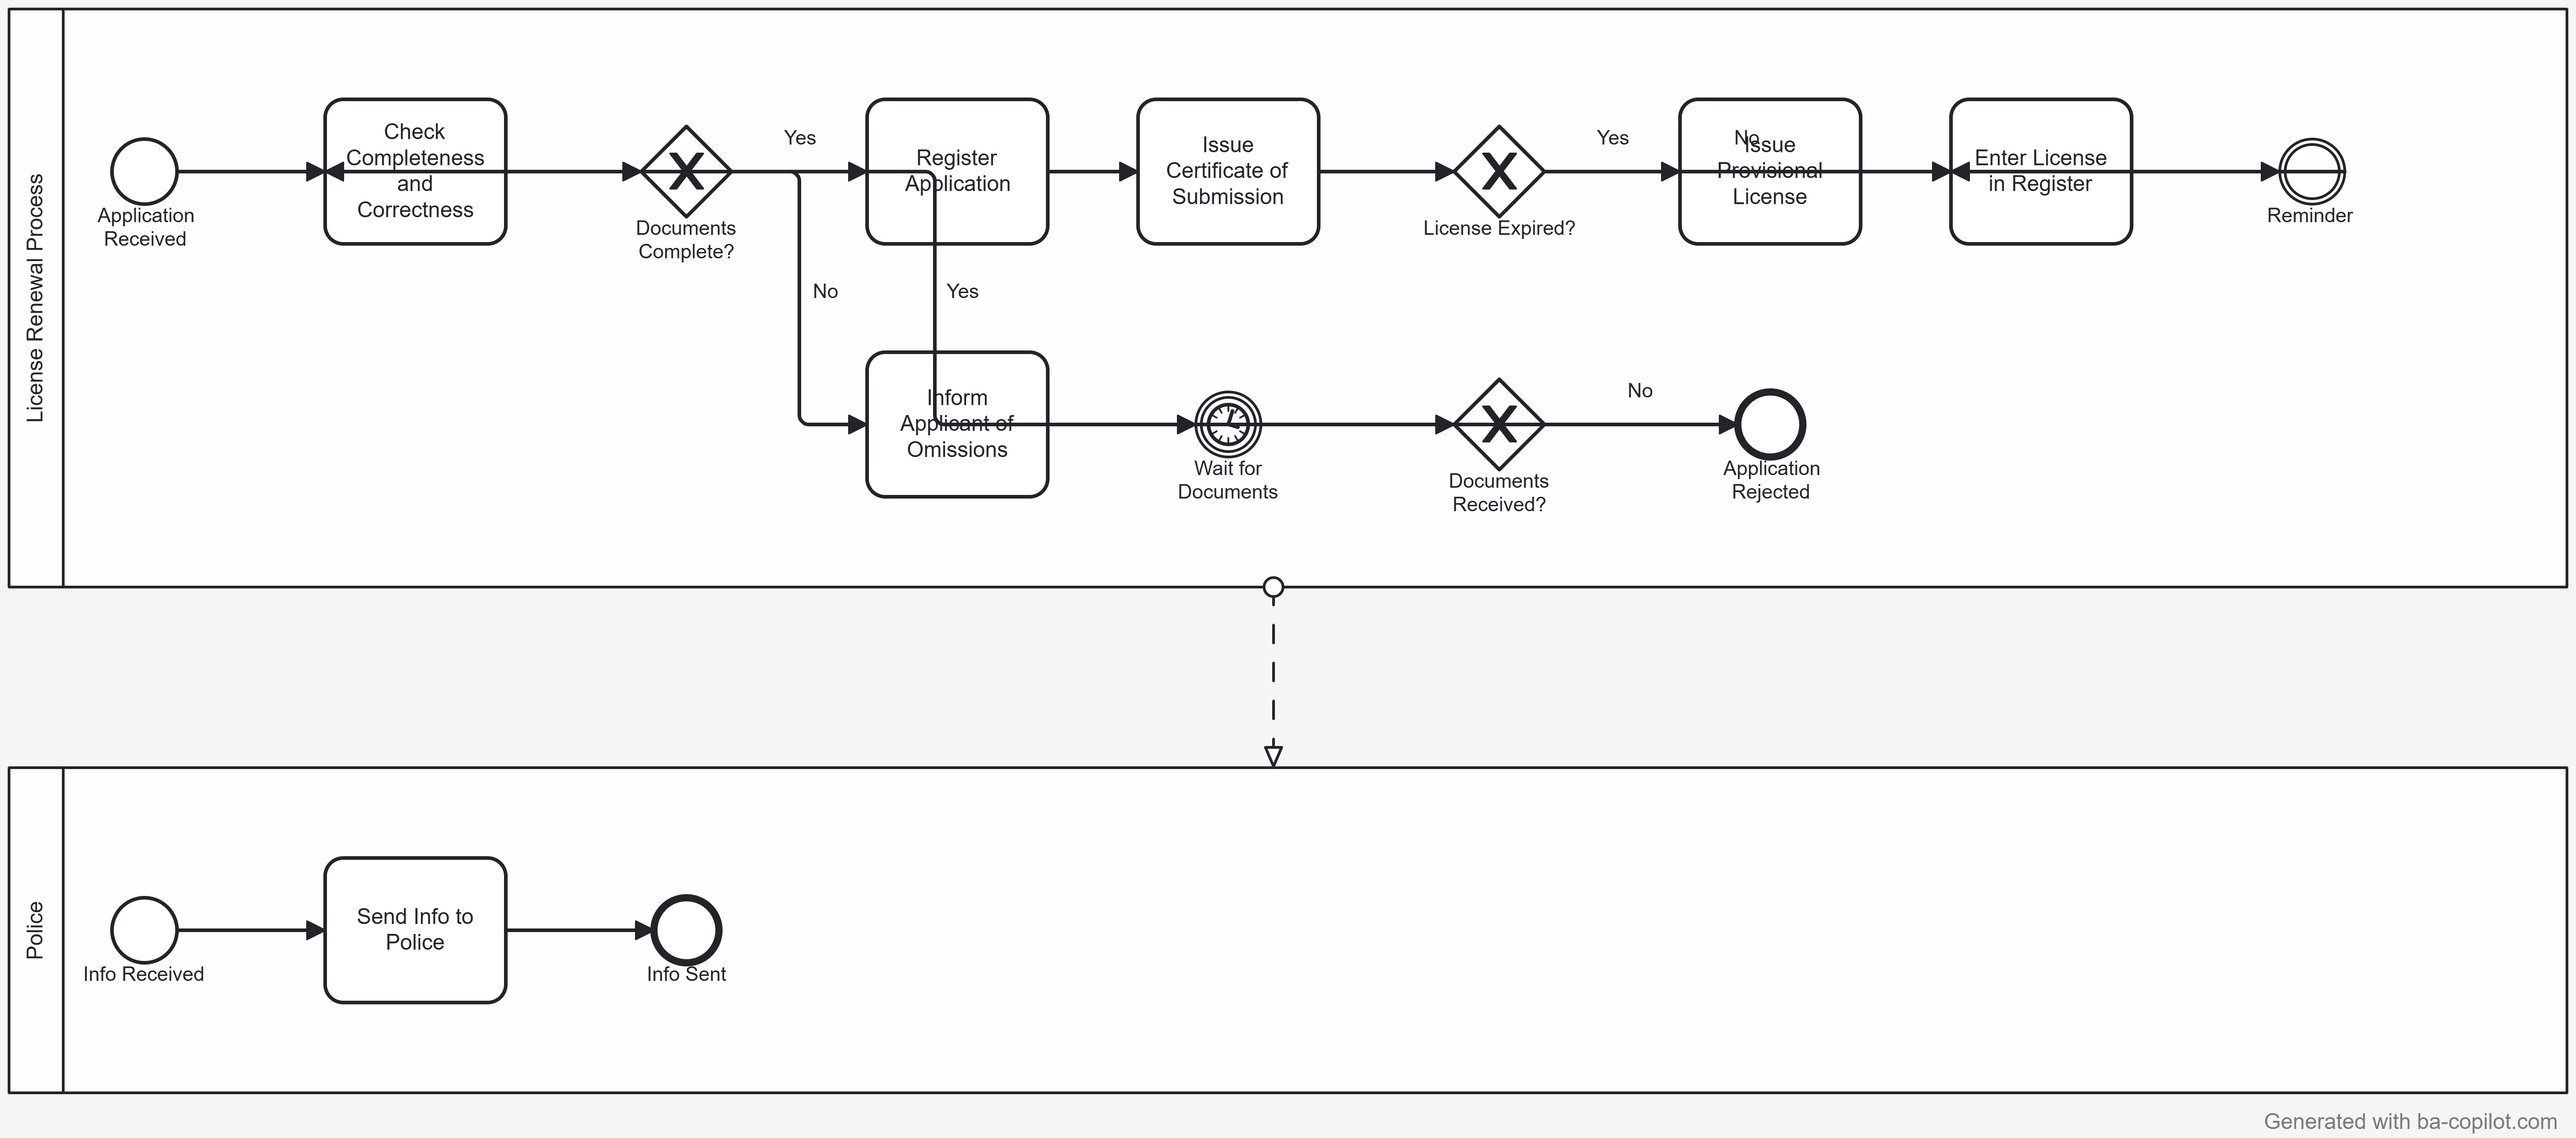 License Renewal Process
Application
Received
Check
Completeness
and
Correctness
Documents
Complete?
Yes
No
Register
Application
Yes
Inform
Applicant of
Omissions
Issue
Certificate of
Submission
Wait for
Documents
License Expired?
Yes
Documents
Received?
No
No
Issue
Provisional
License
Application
Rejected
Enter License
in Register
Reminder
Police
Info Received
Send Info to
Police
Info Sent
Generated with ba-copilot.com